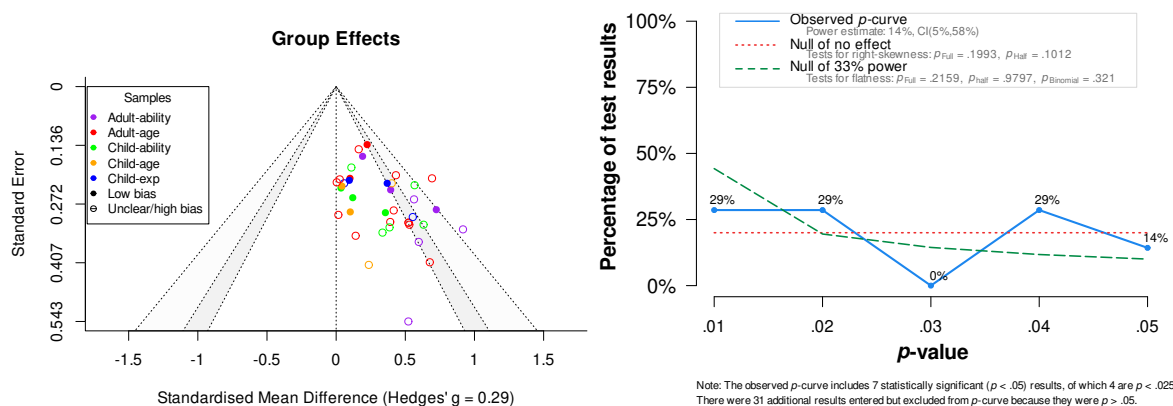 Group Effects
Standard Error
0
0.136
0.272
0.407
0.543
Samples
Adult-ability
Adult-age
Child-ability
Child-age
Child-exp
Low bias
Unclear/high bias
-1.5
-1
-0.5
0
0.5
1
1.5
Standardised Mean Difference (Hedges' g = 0.29)
Percentage of test results
100%
75%
50%
25%
0%
Observed p-curve
Power estimate: 14%, CI(5%,58%)
Null of no effect
Tests for right-skewness: pFull = .1993, pHalf = .1012
Null of 33% power
Tests for flatness: pFull = .2159, phalf = .9797, pBinomial = .321
29%
29%
0%
29%
14%
.01
.02
.03
.04
.05
p-value
Note: The observed p-curve includes 7 statistically significant (p < .05) results, of which 4 are p < .025
There were 31 additional results entered but excluded from p-curve because they were p > .05.